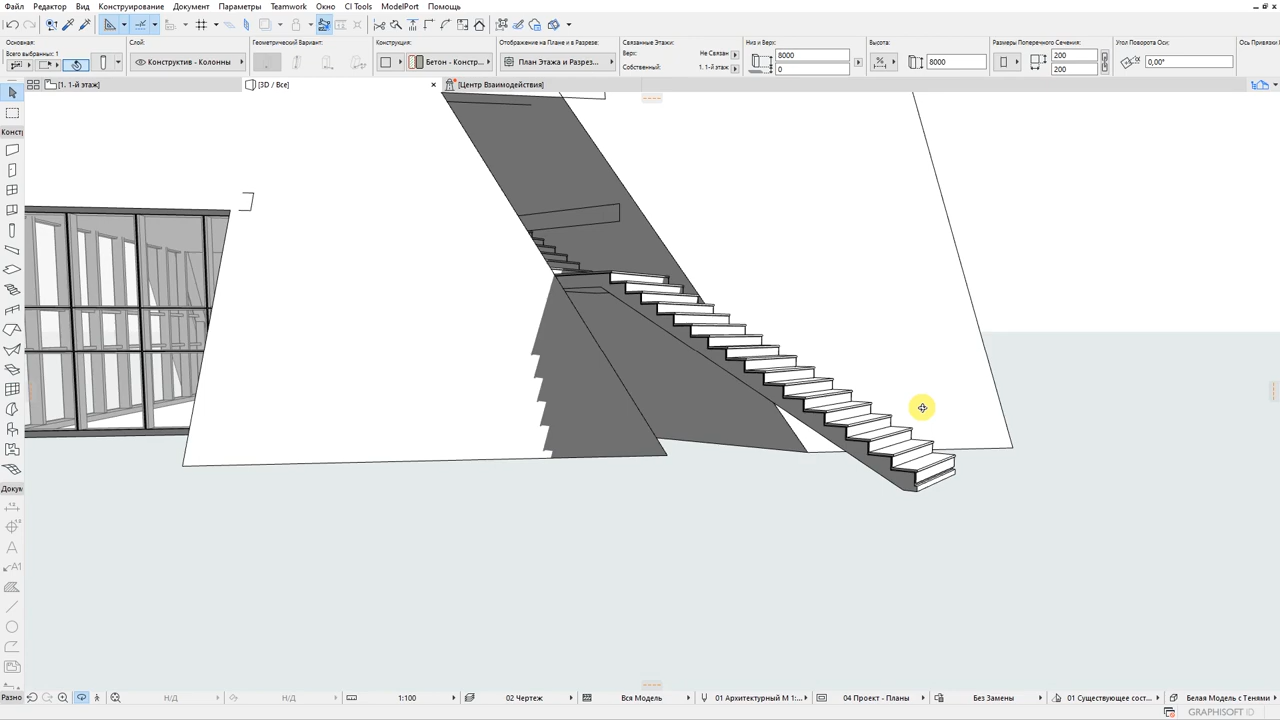 Файл Редактор Вид Конструирование Документ Параметры Teamwork Окно CI Tools ModelPort Помощь
Основная:
Всего выбранных: 1
Слой:
Конструктив - Колонны
Геометрический Вариант:
Конструкция:
Бетон - Констр...
Отображение на Плане и в Разрезе:
План Этажа и Разрез...
Связанные Этажи:
Верх: Не Связан
Собственный: 1. 1-й этаж
Низ и Верх:
8000
0
Высота:
8000
Размеры Поперечного Сечения:
200
200
Угол Поворота Оси:
0,00°
Ось Привязки
[1. 1-й этаж] [3D / Все] [Центр Взаимодействия]
Конст
Докум
A
A1
Разно Н/Д Н/Д 1:100 02 Чертеж Вся Модель 01 Архитектурный М 1:... 04 Проект - Планы Без Замены 01 Существующее сост... Белая Модель с Тенями
GRAPHISOFT ID